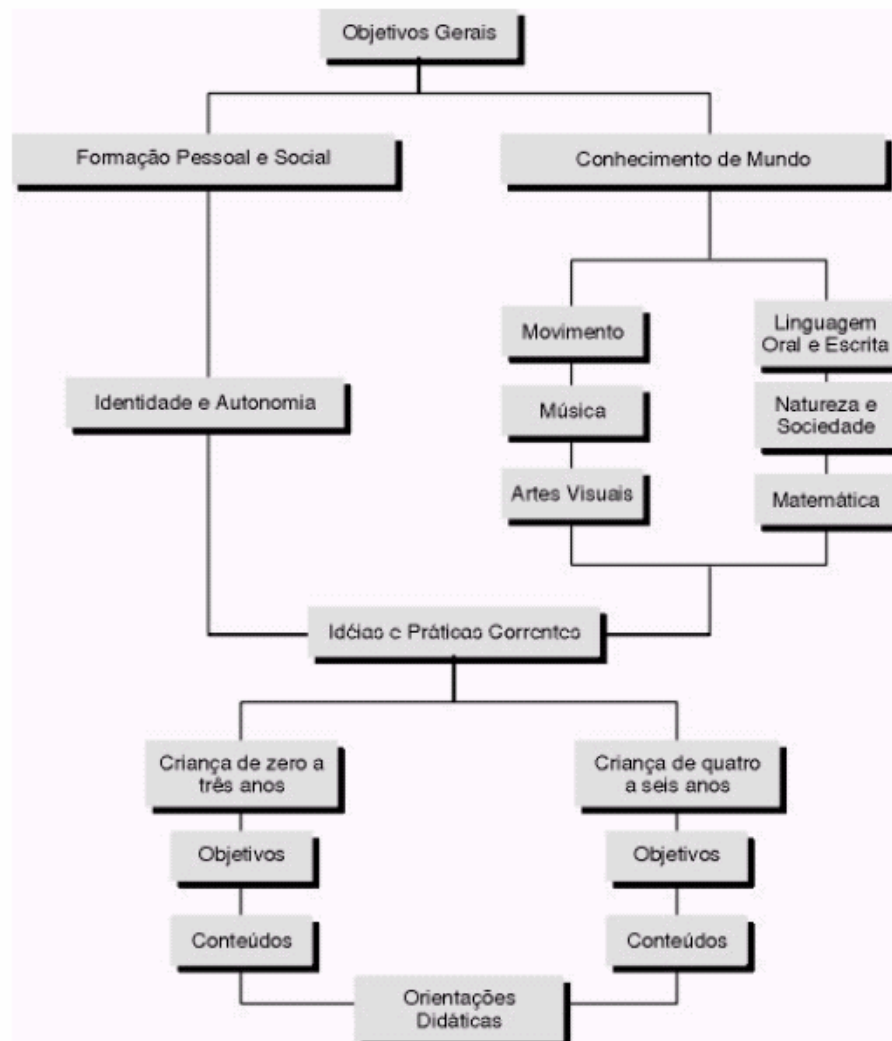 Objetivos Gerais
Formação Pessoal e Social
Conhecimento de Mundo
Movimento
Música
Artes Visuais
Linguagem
Oral e Escrita
Natureza e
Sociedade
Matemática
Identidade e Autonomia
Idéias e Práticas Correntes
Criança de zero a
três anos
Objetivos
Conteúdos
Criança de quatro
a seis anos
Objetivos
Conteúdos
Orientações
Didáticas